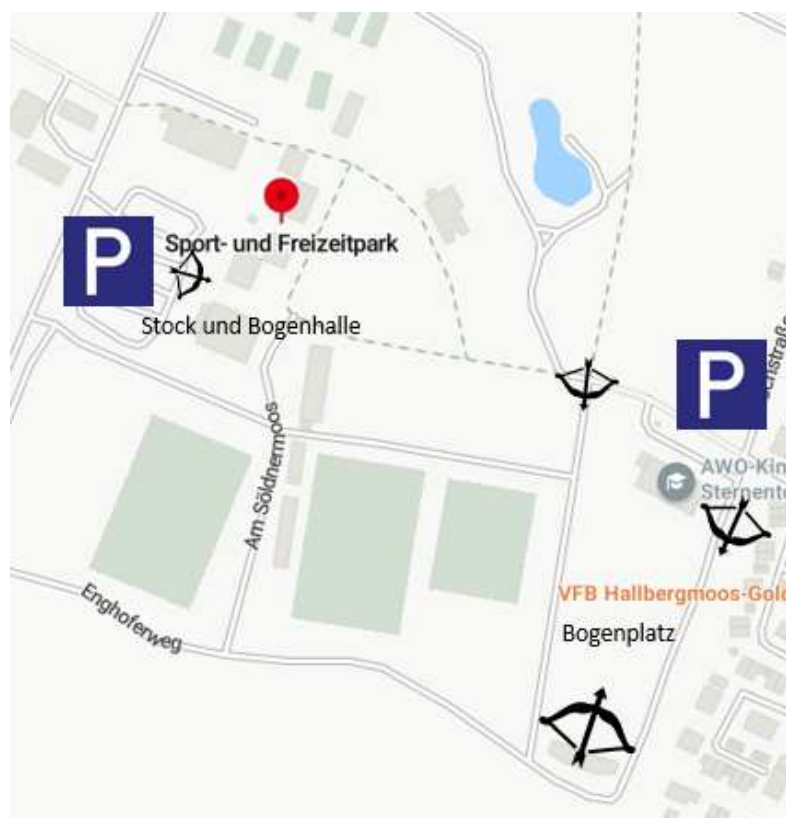 P
Sport- und Freizeitpark
Stock und Bogenhalle
P
Am Söldnermoos
AWO-Kin
Sternent
VFB Hallbergmoos-Gold
Bogenplatz
Enghoferweg